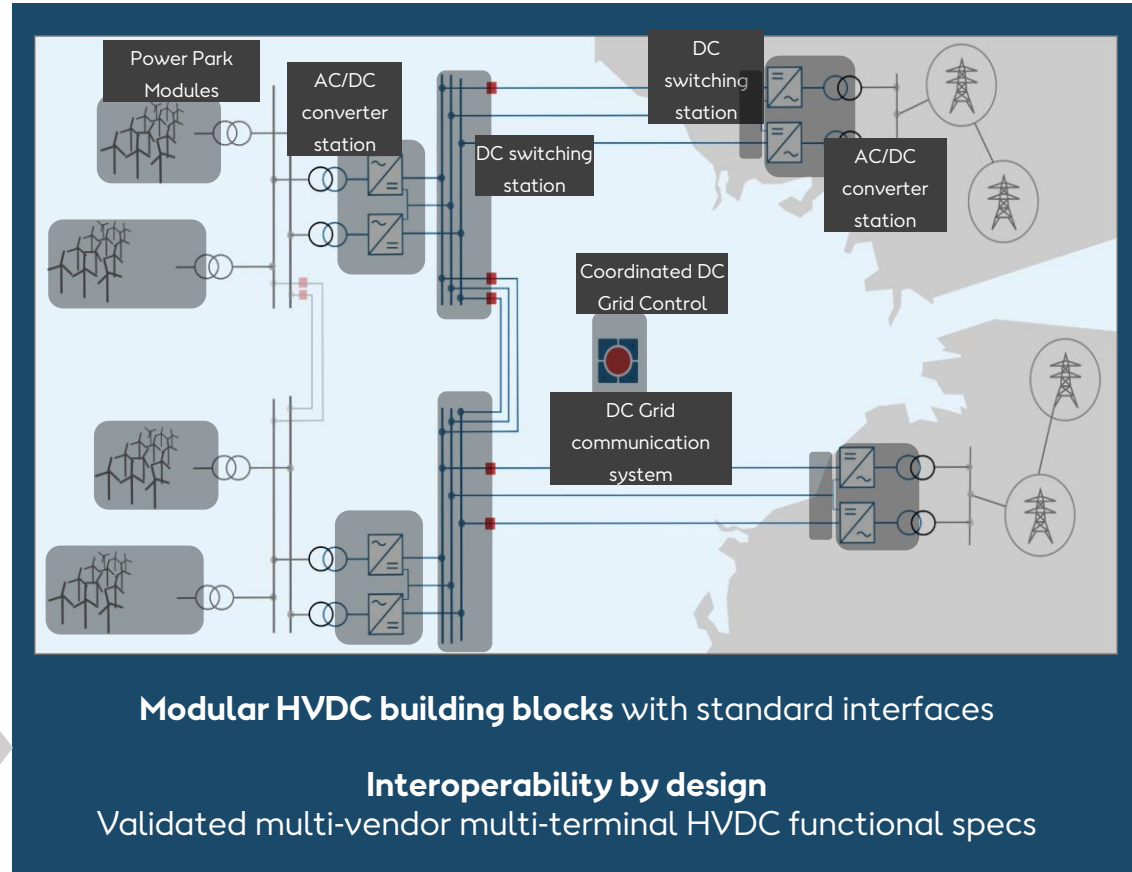 Power Park
Modules
AC/DC
converter
station
DC
switching
station
DC switching
station
AC/DC
converter
station
Coordinated DC
Grid Control
DC Grid
communication
system
Modular HVDC building blocks with standard interfaces
Interoperability by design
Validated multi-vendor multi-terminal HVDC functional specs